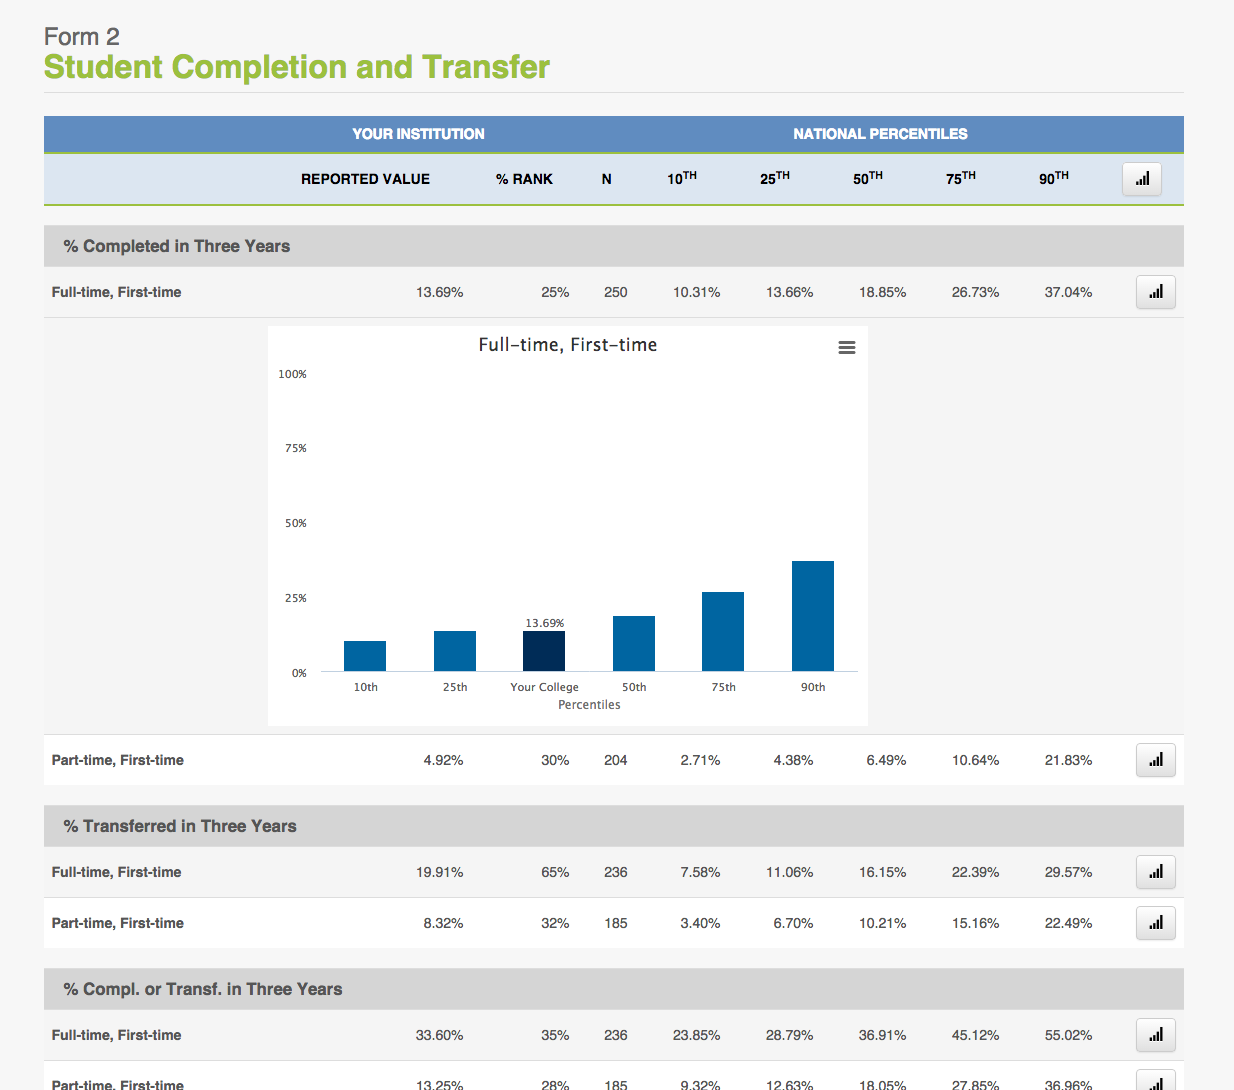 Form 2
Student Completion and Transfer
YOUR INSTITUTION NATIONAL PERCENTILES
REPORTED VALUE % RANK N 10TH 25TH 50TH 75TH 90TH
% Completed in Three Years
Full-time, First-time 13.69% 25% 250 10.31% 13.66% 18.85% 26.73% 37.04%
Full-time, First-time
100%
75%
50%
25%
13.69%
0%
10th 25th Your College 50th 75th 90th
Percentiles
Part-time, First-time 4.92% 30% 204 2.71% 4.38% 6.49% 10.64% 21.83%
% Transferred in Three Years
Full-time, First-time 19.91% 65% 236 7.58% 11.06% 16.15% 22.39% 29.57%
Part-time, First-time 8.32% 32% 185 3.40% 6.70% 10.21% 15.16% 22.49%
% Compl. or Transf. in Three Years
Full-time, First-time 33.60% 35% 236 23.85% 28.79% 36.91% 45.12% 55.02%
Part-time, First-time 13.25% 28% 185 9.32% 12.63% 18.05% 27.85% 36.96%